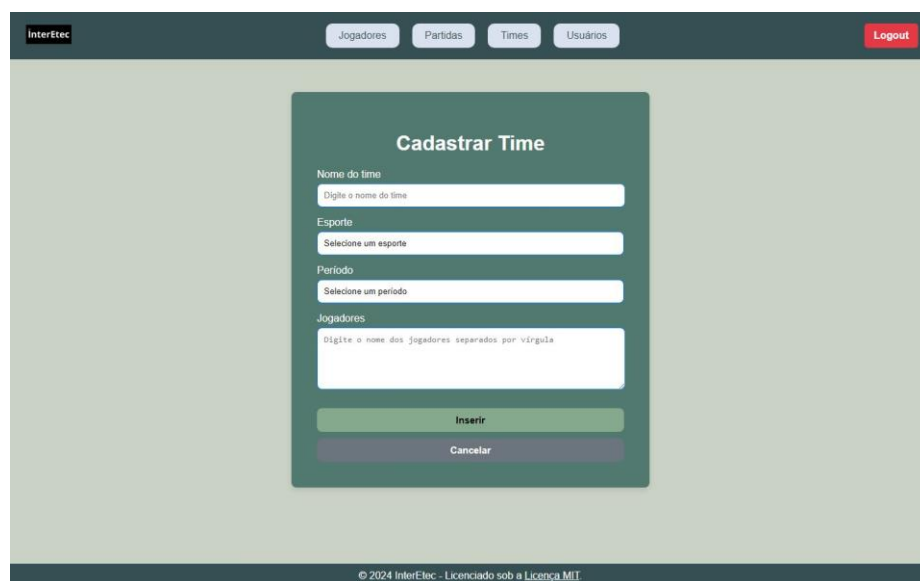 InterEtec
Jogadores Partidas Times Usuários
Logout
Cadastrar Time
Nome do time
Digite o nome do time
Esporte
Selecione um esporte
Período
Selecione um período
Jogadores
Digite o nome dos jogadores separados por vírgula
Inserir
Cancelar
© 2024 InterEtec - Licenciado sob a Licença MIT.